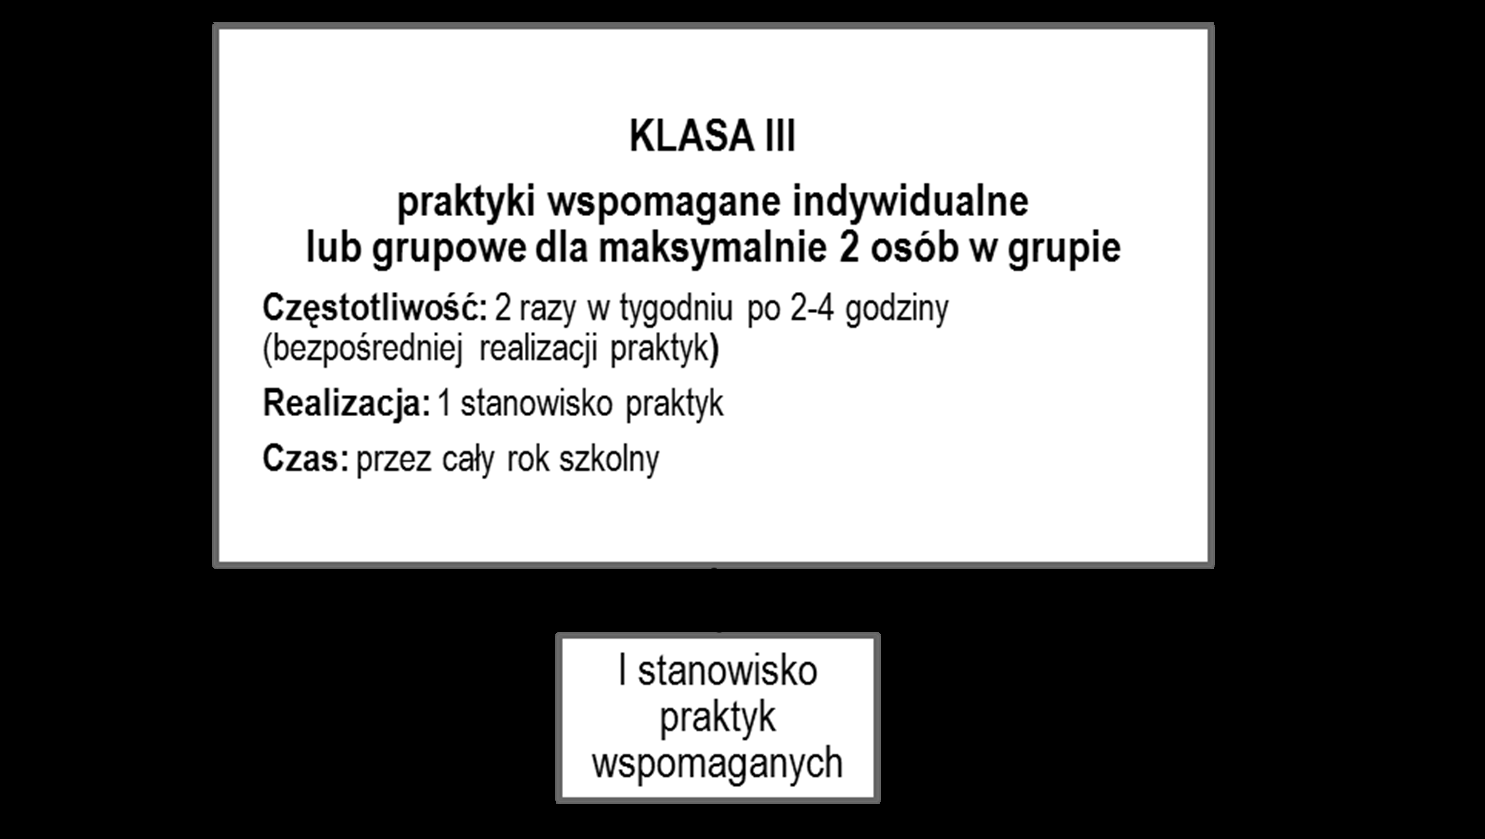 KLASA III
praktyki wspomagane indywidualne
lub grupowe dla maksymalnie 2 osób w grupie
Częstotliwość: 2 razy w tygodniu po 2-4 godziny
(bezpośredniej realizacji praktyk)
Realizacja: 1 stanowisko praktyk
Czas: przez cały rok szkolny
I stanowisko
praktyk
wspomaganych